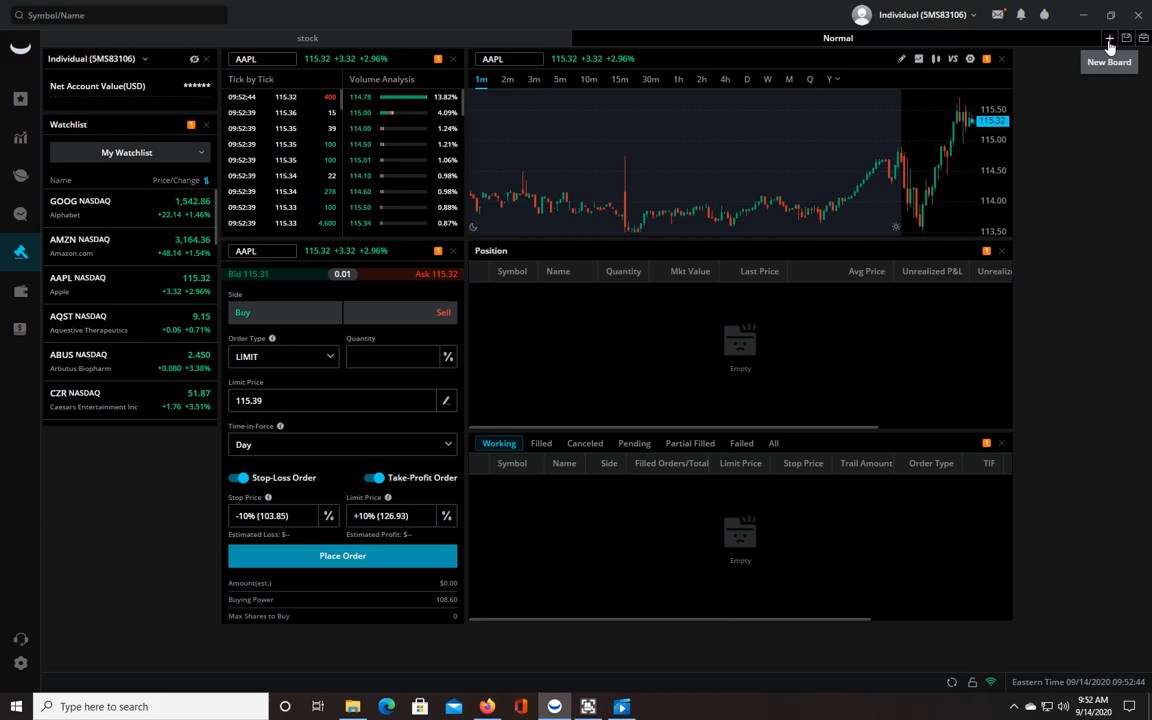 Symbol/Name
Individual (5MS83106)
stock
Normal
New Board
Individual (5MS83106)
Net Account Value(USD) ******
Watchlist 1
My Watchlist
Name Price/Change
GOOG NASDAQ 1,542.86
Alphabet +22.14 +1.46%
AMZN NASDAQ 3,164.36
Amazon.com +48.14 +1.54%
AAPL NASDAQ 115.32
Apple +3.32 +2.96%
AQST NASDAQ 9.15
Aquestive Therapeutics +0.06 +0.71%
ABUS NASDAQ 2.450
Arbutus Biopharm +0.080 +3.38%
CZR NASDAQ 51.87
Caesars Entertainment Inc +1.76 +3.51%
AAPL 115.32 +3.32 +2.96% 1
Tick by Tick Volume Analysis
09:52:44 115.32 400 114.78 13.82%
09:52:39 115.36 15 115.00 4.09%
09:52:39 115.35 39 114.00 1.24%
09:52:39 115.35 100 114.50 1.21%
09:52:39 115.35 100 115.01 1.06%
09:52:39 115.34 22 114.10 0.98%
09:52:39 115.34 278 114.60 0.98%
09:52:39 115.33 100 115.50 0.88%
09:52:39 115.33 4,600 115.34 0.87%
AAPL 115.32 +3.32 +2.96% 1
Bid 115.31 0.01 Ask 115.32
Side
Buy Sell
Order Type Quantity
LIMIT %
Limit Price
115.39
Time-in-Force
Day
Stop-Loss Order Take-Profit Order
Stop Price Limit Price
-10% (103.85) % +10% (126.93) %
Estimated Loss: $-- Estimated Profit: $--
Place Order
Amount(est.) $0.00
Buying Power 108.60
Max Shares to Buy 0
AAPL 115.32 +3.32 +2.96% VS 1
1m 2m 3m 5m 10m 15m 30m 1h 2h 4h D W M Q Y
115.50
115.32
115.00
114.50
114.00
113.50
Position 1
Symbol Name Quantity Mkt Value Last Price Avg Price Unrealized P&L Unrealiz
Empty
Working Filled Canceled Pending Partial Filled Failed All 1
Symbol Name Side Filled Orders/Total Limit Price Stop Price Trail Amount Order Type TIF
Empty
Eastern Time 09/14/2020 09:52:44
Type here to search
9:52 AM
9/14/2020